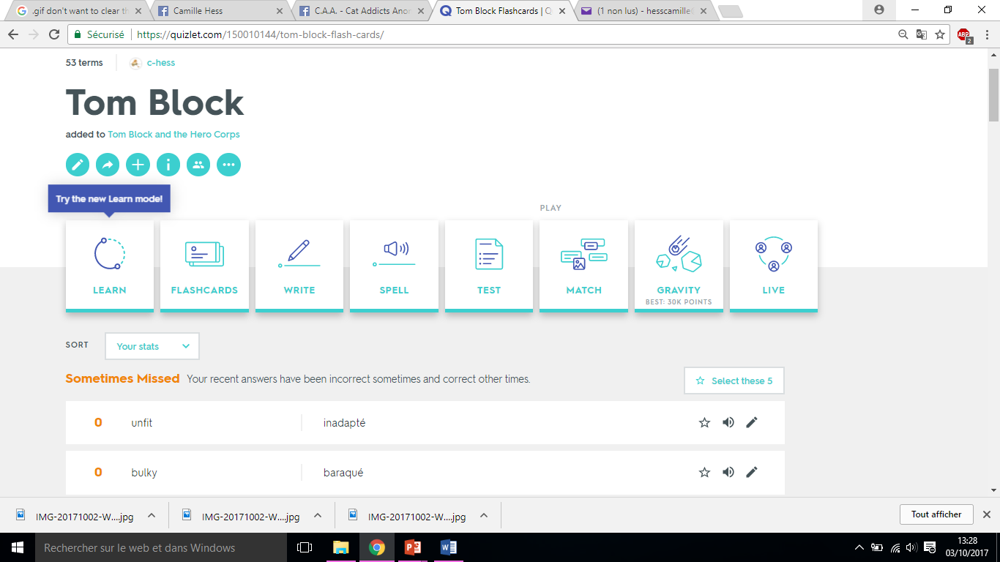 .gif don't want to clear th
Camille Hess
C.A.A. - Cat Addicts Anon
Tom Block Flashcards | Q
(1 non lus) - hesscamille
Sécurisé https://quizlet.com/150010144/tom-block-flash-cards/
ABP
2
53 terms c-hess
Tom Block
added to Tom Block and the Hero Corps
Try the new Learn mode!
PLAY
LEARN FLASHCARDS WRITE SPELL TEST MATCH GRAVITY LIVE
BEST: 30K POINTS
SORT Your stats
Sometimes Missed Your recent answers have been incorrect sometimes and correct other times.
Select these 5
0 unfit inadapté
0 bulky baraqué
IMG-20171002-W....jpg IMG-20171002-W....jpg IMG-20171002-W....jpg Tout afficher
Rechercher sur le web et dans Windows
13:28
03/10/2017